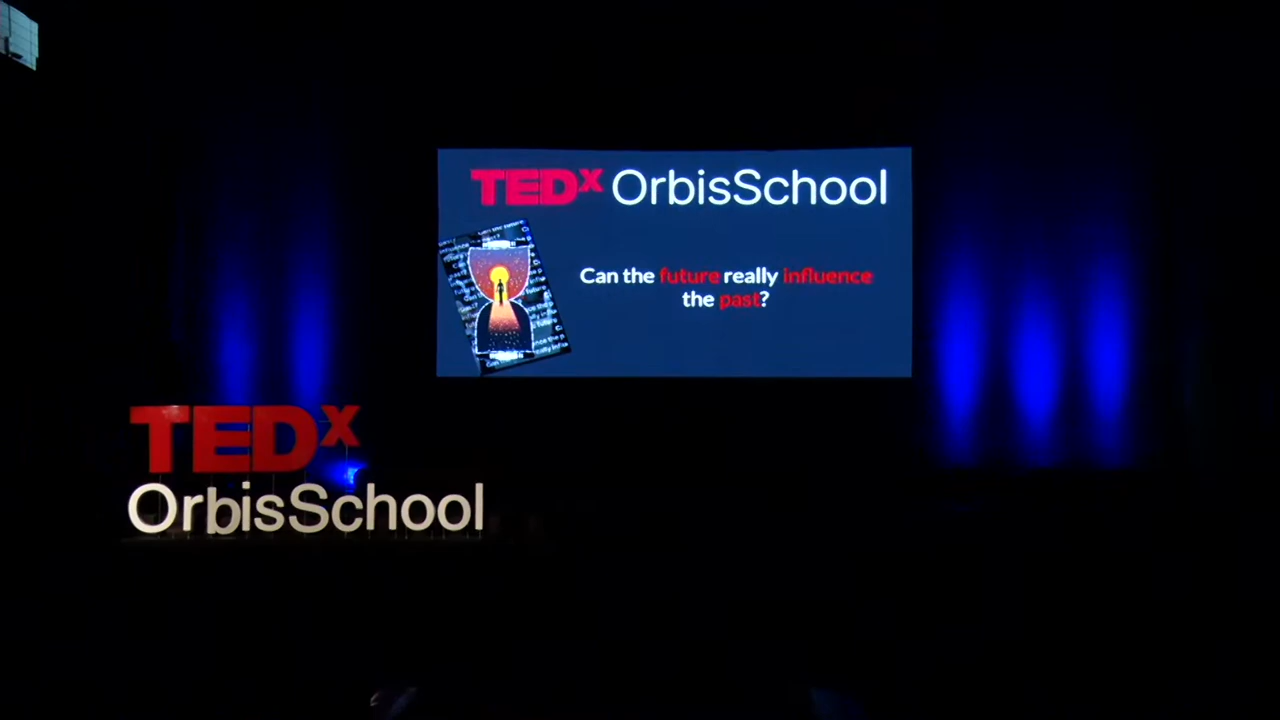 TEDx OrbisSchool
Can the future really influence
the past?
TEDx
OrbisSchool